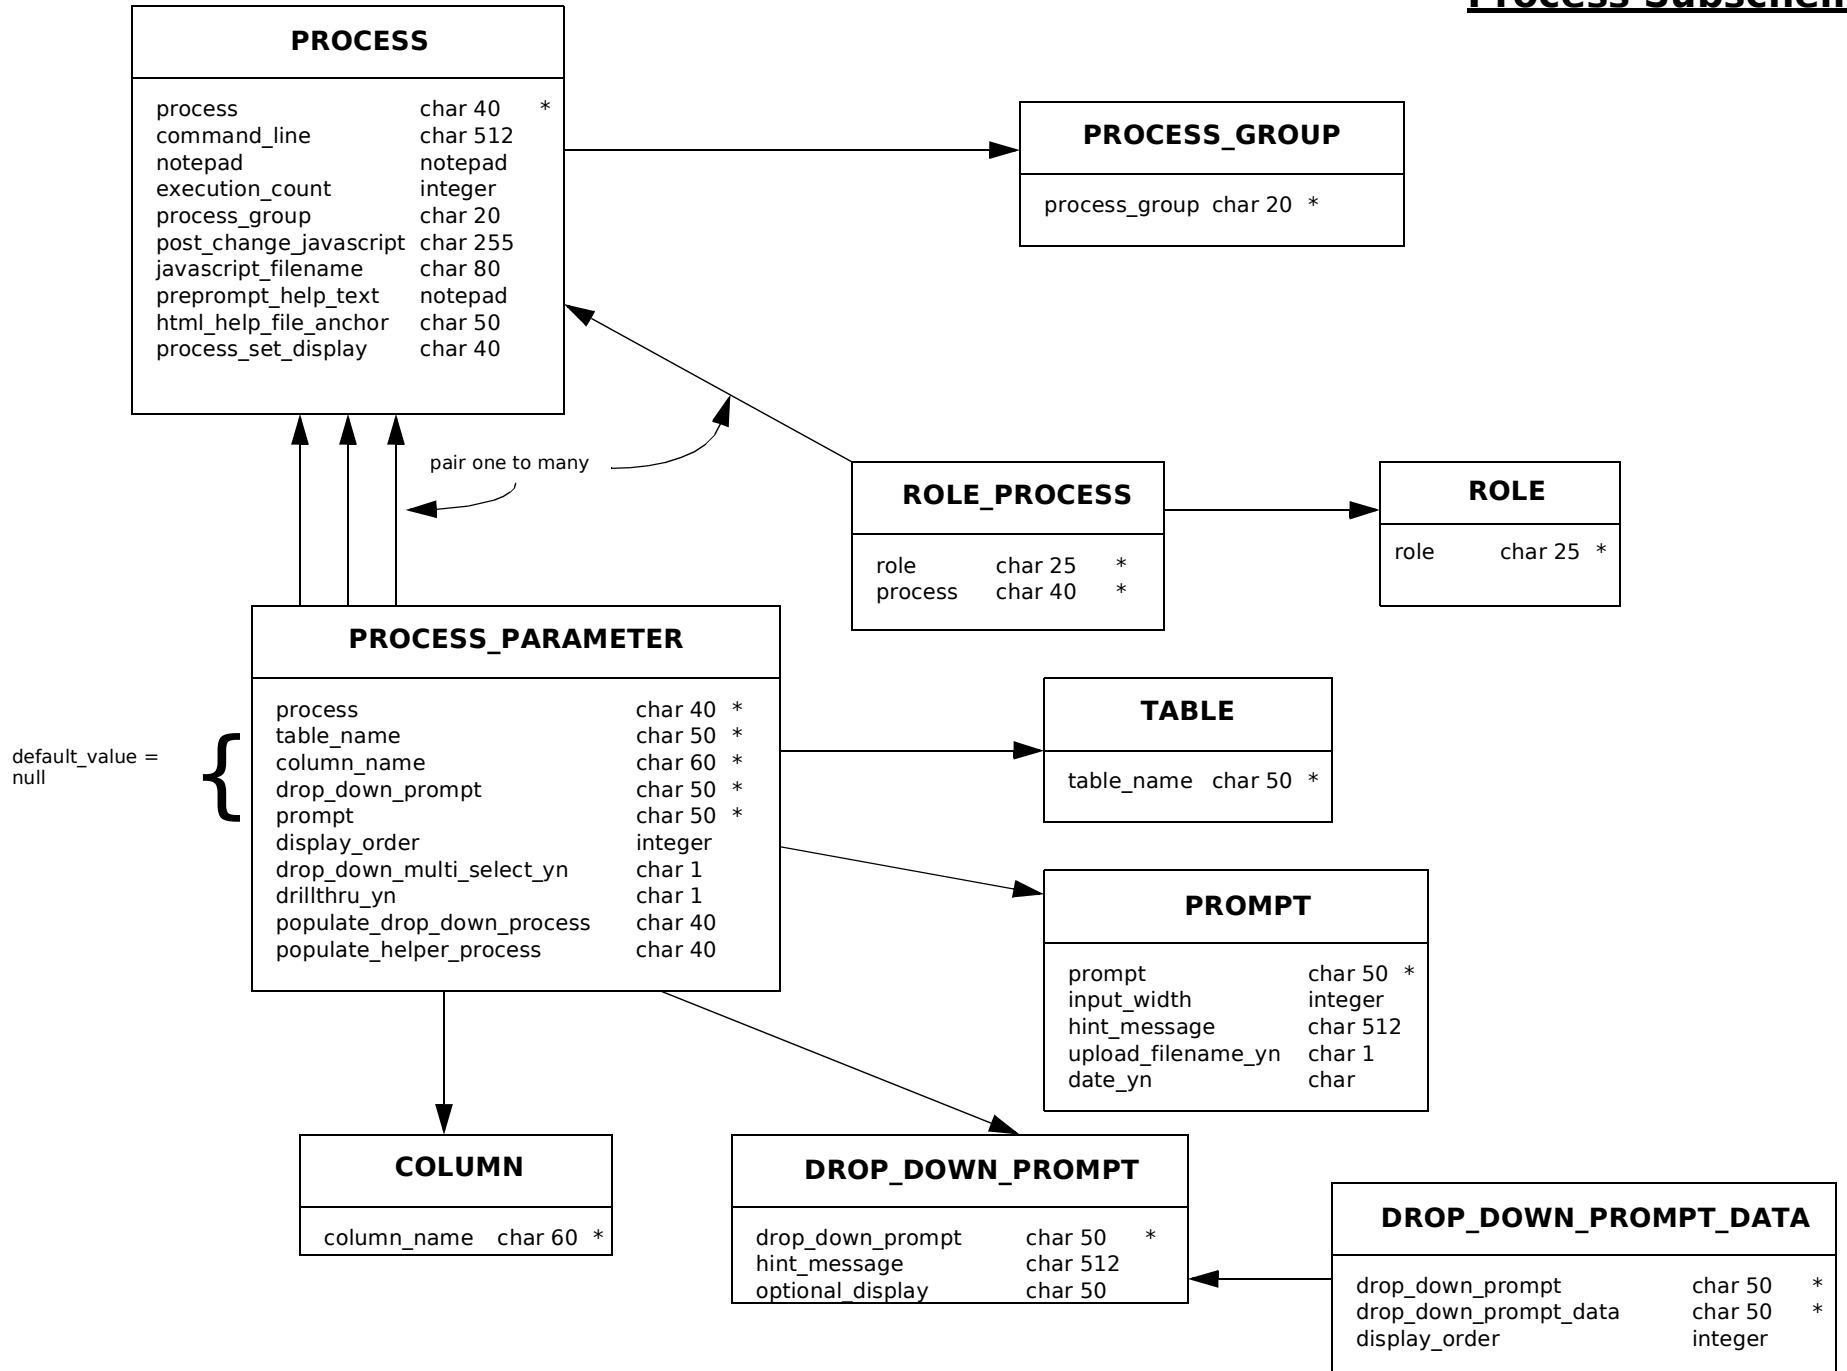 Process Subschem
PROCESS
process char 40 *
command_line char 512
notepad notepad
execution_count integer
process_group char 20
post_change_javascript char 255
javascript_filename char 80
preprompt_help_text notepad
html_help_file_anchor char 50
process_set_display char 40
PROCESS_GROUP
process_group char 20 *
pair one to many
ROLE_PROCESS
role char 25 *
process char 40 *
ROLE
role char 25 *
PROCESS_PARAMETER
process char 40 *
table_name char 50 *
column_name char 60 *
drop_down_prompt char 50 *
prompt char 50 *
display_order integer
drop_down_multi_select_yn char 1
drillthru_yn char 1
populate_drop_down_process char 40
populate_helper_process char 40
default_value =
null
{
TABLE
table_name char 50 *
PROMPT
prompt char 50 *
input_width integer
hint_message char 512
upload_filename_yn char 1
date_yn char
COLUMN
column_name char 60 *
DROP_DOWN_PROMPT
drop_down_prompt char 50 *
hint_message char 512
optional_display char 50
DROP_DOWN_PROMPT_DATA
drop_down_prompt char 50 *
drop_down_prompt_data char 50 *
display_order integer